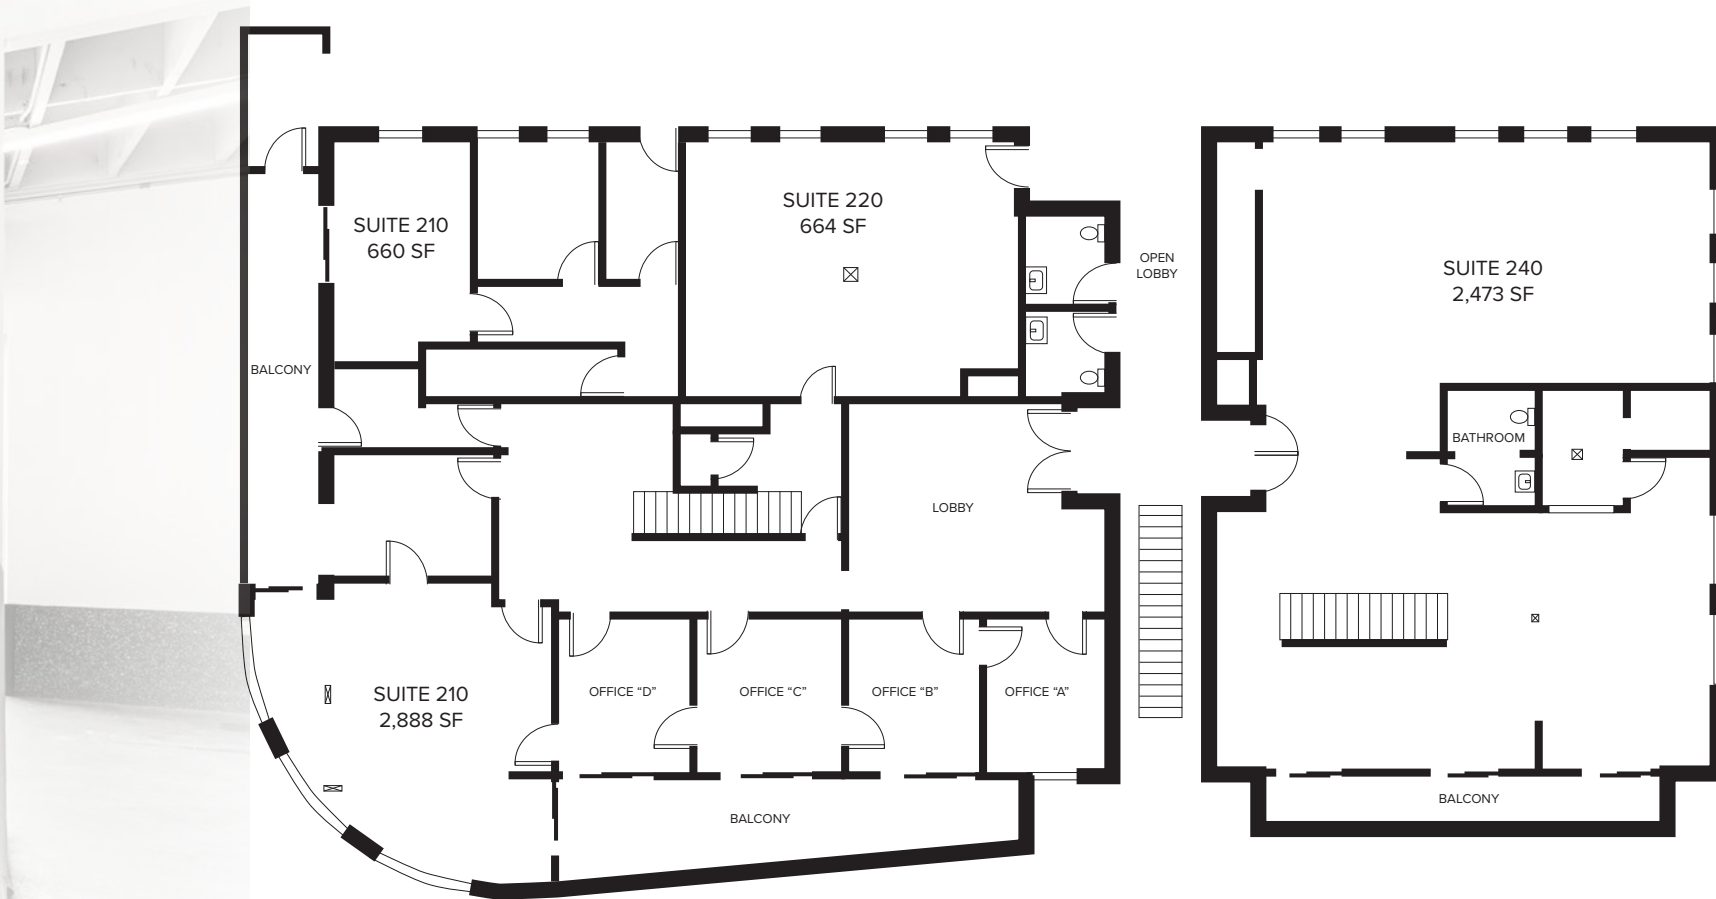 SUITE 210
660 SF
SUITE 220
664 SF
OPEN
LOBBY
SUITE 240
2,473 SF
BALCONY
BATHROOM
LOBBY
SUITE 210
2,888 SF
OFFICE “D”
OFFICE “C”
OFFICE “B”
OFFICE “A”
BALCONY
BALCONY